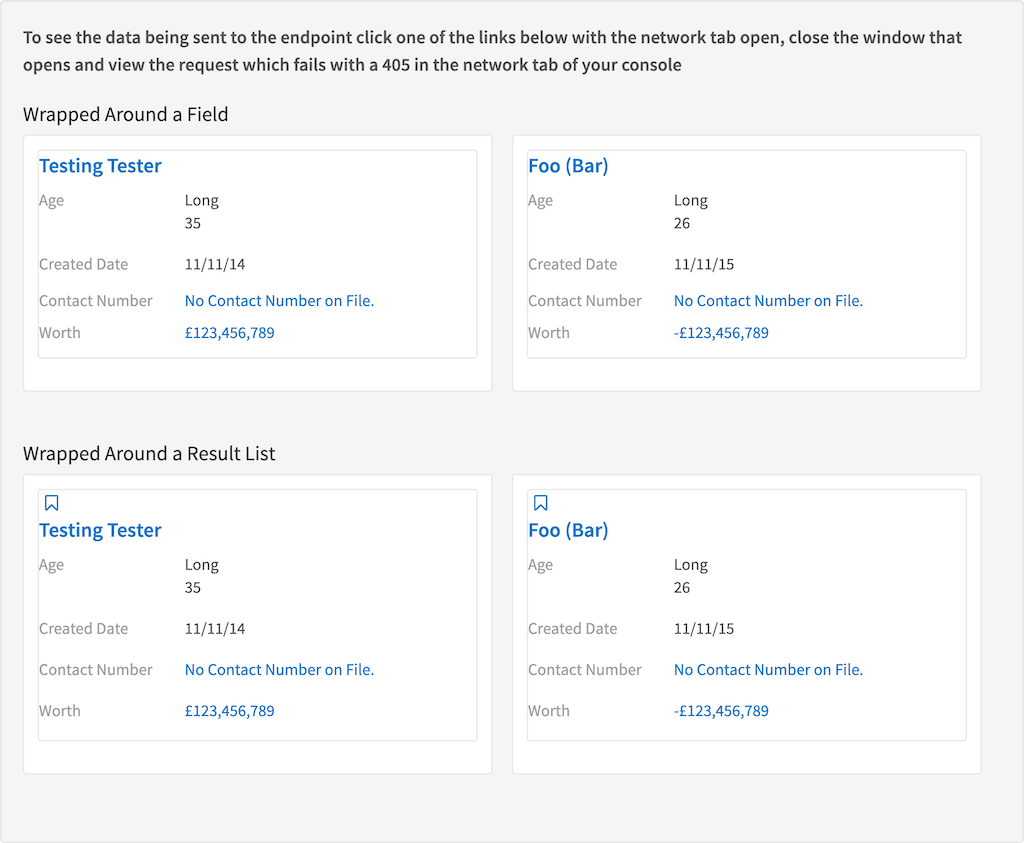 To see the data being sent to the endpoint click one of the links below with the network tab open, close the window that
opens and view the request which fails with a 405 in the network tab of your console
Wrapped Around a Field
Testing Tester
Age Long
35
Created Date 11/11/14
Contact Number No Contact Number on File.
Worth £123,456,789
Foo (Bar)
Age Long
26
Created Date 11/11/15
Contact Number No Contact Number on File.
Worth -£123,456,789
Wrapped Around a Result List
Testing Tester
Age Long
35
Created Date 11/11/14
Contact Number No Contact Number on File.
Worth £123,456,789
Foo (Bar)
Age Long
26
Created Date 11/11/15
Contact Number No Contact Number on File.
Worth -£123,456,789